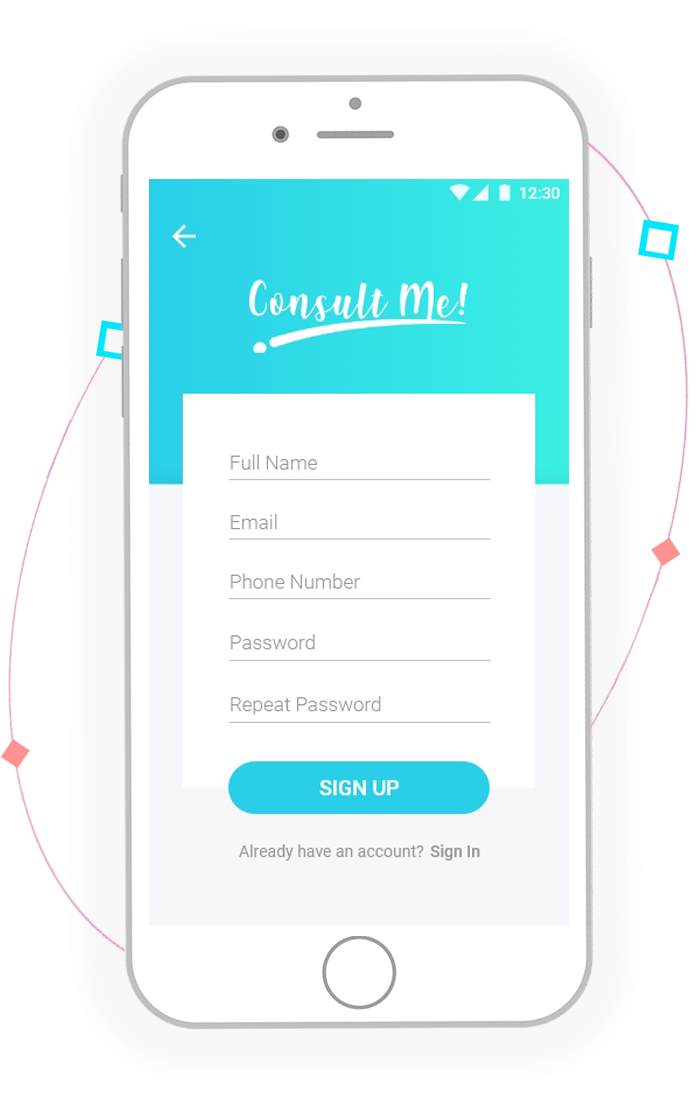 12:30
Consult Me!
Full Name
Email
Phone Number
Password
Repeat Password
SIGN UP
Already have an account? Sign In